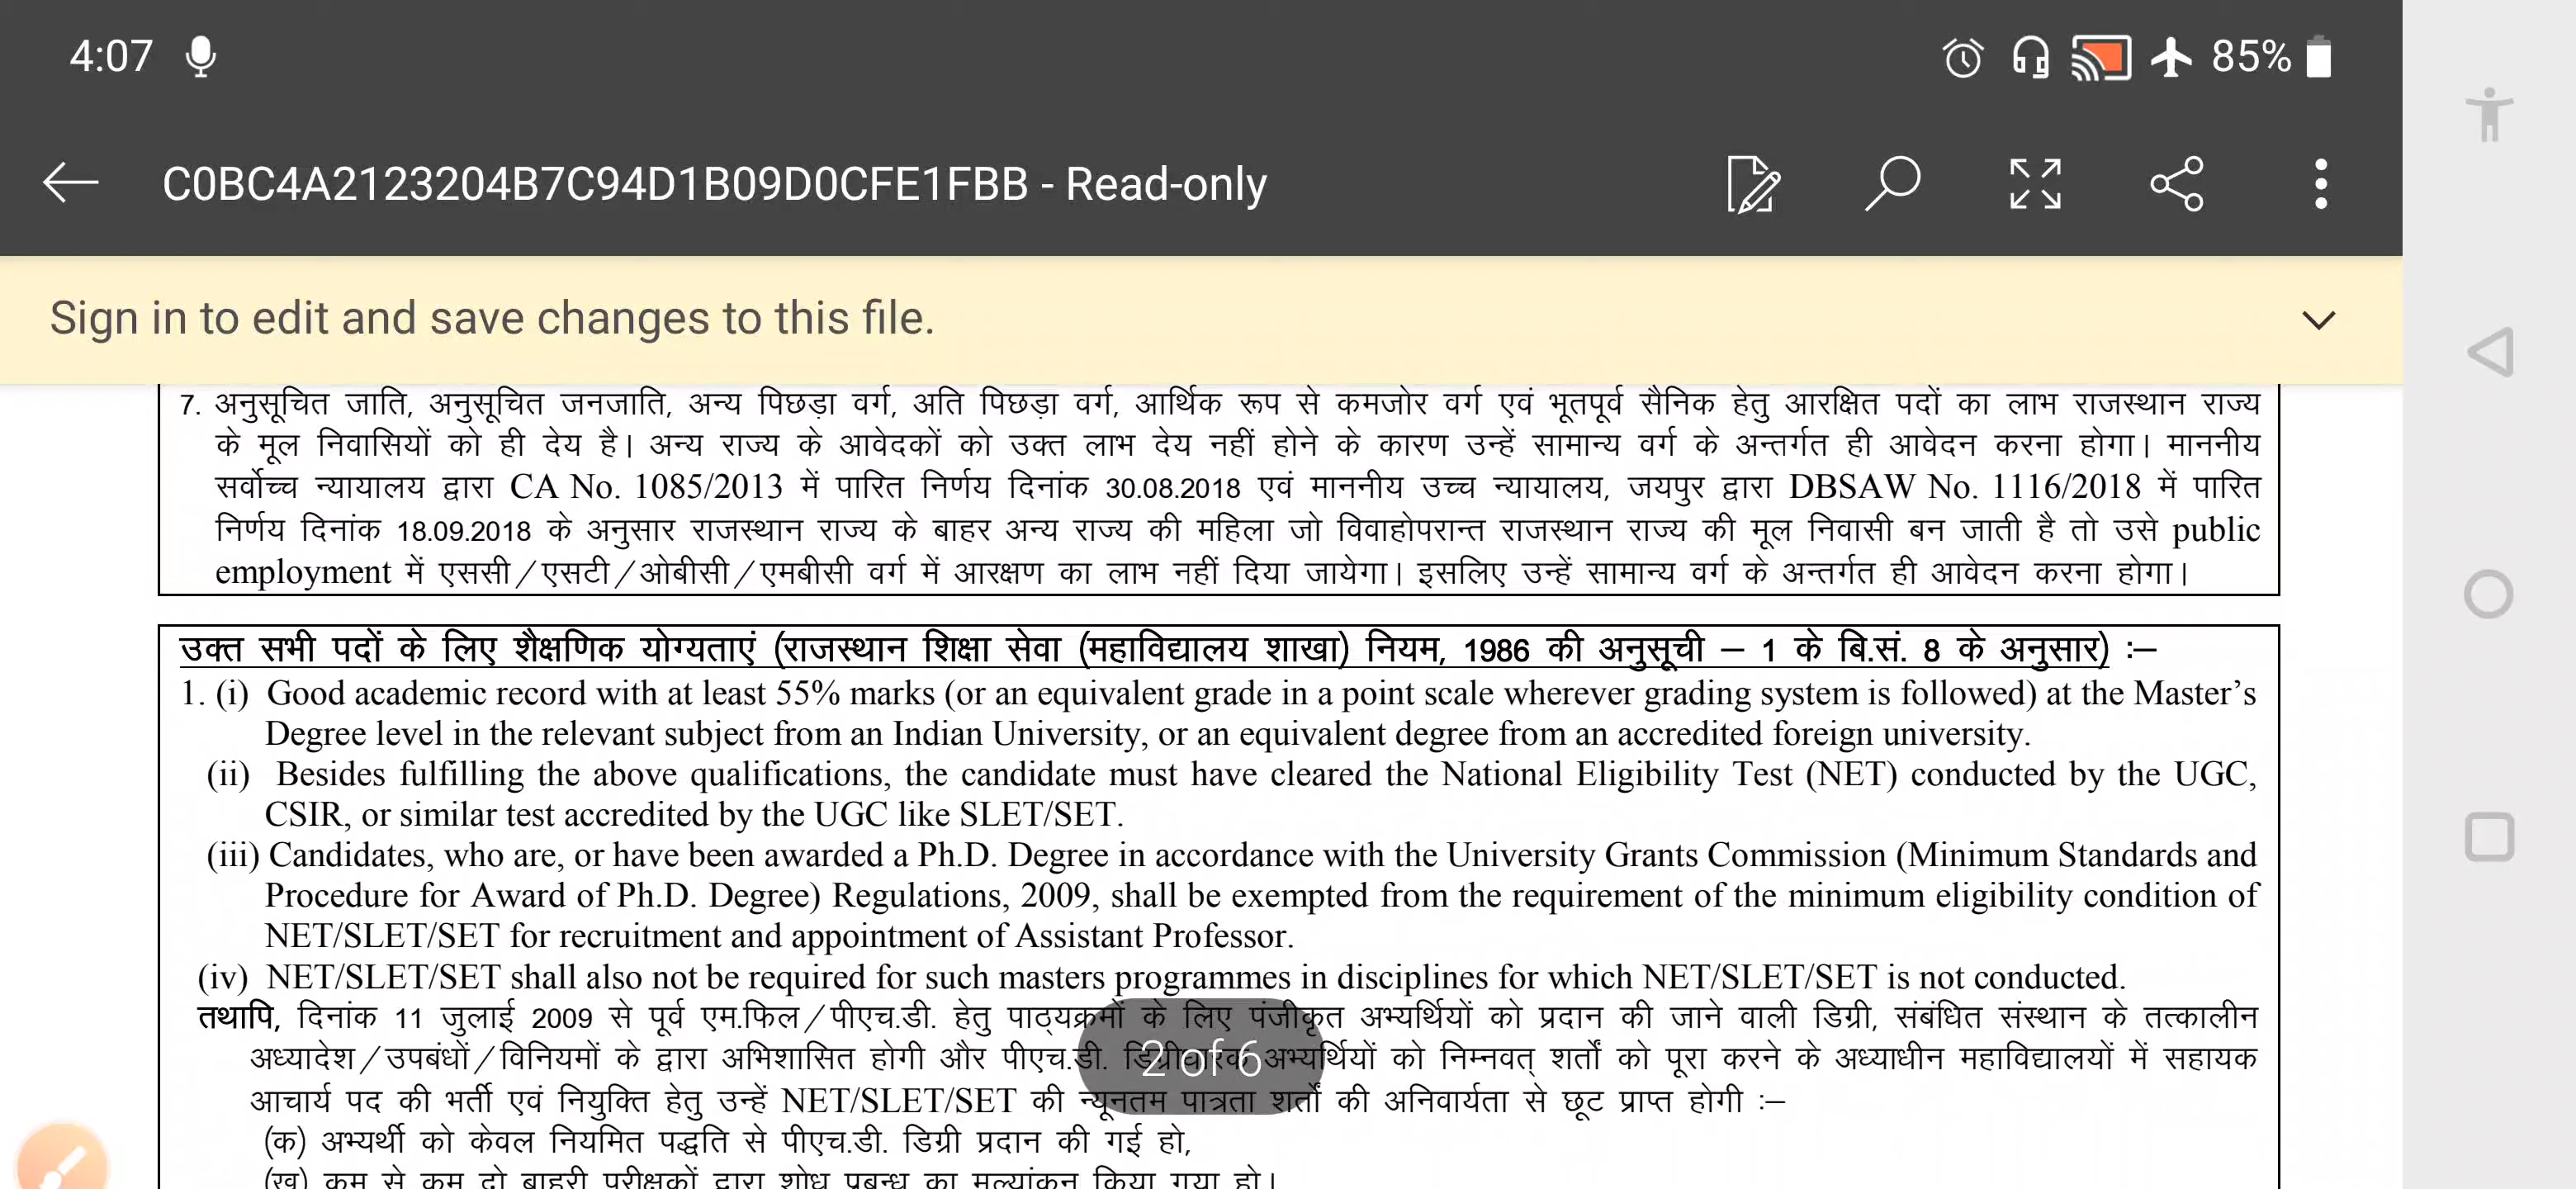 4:07
85%
C0BC4A2123204B7C94D1B09D0CFE1FBB - Read-only
Sign in to edit and save changes to this file.
7. अनुसूचित जाति, अनुसूचित जनजाति, अन्य पिछड़ा वर्ग, अति पिछड़ा वर्ग, आर्थिक रूप से कमजोर वर्ग एवं भूतपूर्व सैनिक हेतु आरक्षित पदों का लाभ राजस्थान राज्य
के मूल निवासियों को ही देय है। अन्य राज्य के आवेदकों को उक्त लाभ देय नहीं होने के कारण उन्हें सामान्य वर्ग के अन्तर्गत ही आवेदन करना होगा। माननीय
सर्वोच्च न्यायालय द्वारा CA No. 1085/2013 में पारित निर्णय दिनांक 30.08.2018 एवं माननीय उच्च न्यायालय, जयपुर द्वारा DBSAW No. 1116/2018 में पारित
निर्णय दिनांक 18.09.2018 के अनुसार राजस्थान राज्य के बाहर अन्य राज्य की महिला जो विवाहोपरान्त राजस्थान राज्य की मूल निवासी बन जाती है तो उसे public
employment में एससी/एसटी/ओबीसी/एमबीसी वर्ग में आरक्षण का लाभ नहीं दिया जायेगा। इसलिए उन्हें सामान्य वर्ग के अन्तर्गत ही आवेदन करना होगा।
उक्त सभी पदों के लिए शैक्षणिक योग्यताएं (राजस्थान शिक्षा सेवा (महाविद्यालय शाखा) नियम, 1986 की अनुसूची – 1 के बि.सं. 8 के अनुसार) :–
1. (i) Good academic record with at least 55% marks (or an equivalent grade in a point scale wherever grading system is followed) at the Master’s
Degree level in the relevant subject from an Indian University, or an equivalent degree from an accredited foreign university.
(ii) Besides fulfilling the above qualifications, the candidate must have cleared the National Eligibility Test (NET) conducted by the UGC,
CSIR, or similar test accredited by the UGC like SLET/SET.
(iii) Candidates, who are, or have been awarded a Ph.D. Degree in accordance with the University Grants Commission (Minimum Standards and
Procedure for Award of Ph.D. Degree) Regulations, 2009, shall be exempted from the requirement of the minimum eligibility condition of
NET/SLET/SET for recruitment and appointment of Assistant Professor.
(iv) NET/SLET/SET shall also not be required for such masters programmes in disciplines for which NET/SLET/SET is not conducted.
तथापि, दिनांक 11 जुलाई 2009 से पूर्व एम.फिल/पीएच.डी. हेतु पाठ्यक्रमों के लिए पंजीकृत अभ्यर्थियों को प्रदान की जाने वाली डिग्री, संबंधित संस्थान के तत्कालीन
अध्यादेश/उपबंधों/विनियमों के द्वारा अभिशासित होगी और पीएच.डी. डिग्रीधारक अभ्यर्थियों को निम्नवत् शर्तों को पूरा करने के अध्याधीन महाविद्यालयों में सहायक
2 of 6
आचार्य पद की भर्ती एवं नियुक्ति हेतु उन्हें NET/SLET/SET की न्यूनतम पात्रता शर्तों की अनिवार्यता से छूट प्राप्त होगी :–
(क) अभ्यर्थी को केवल नियमित पद्धति से पीएच.डी. डिग्री प्रदान की गई हो,
(ख) कम से कम दो बाहरी परीक्षकों द्वारा शोध प्रबन्ध का मूल्यांकन किया गया हो।